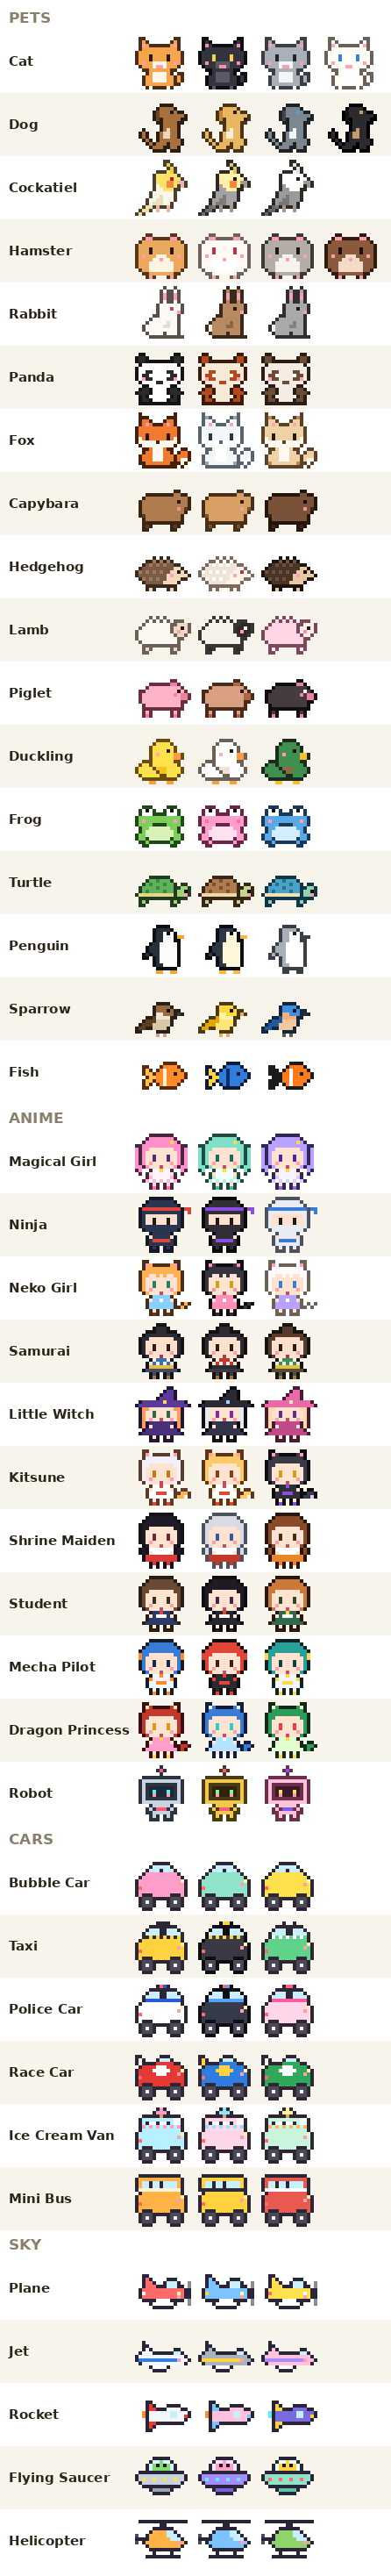 PETS
Cat
Dog
Cockatiel
Hamster
Rabbit
Panda
Fox
Capybara
Hedgehog
Lamb
Piglet
Duckling
Frog
Turtle
Penguin
Sparrow
Fish
ANIME
Magical Girl
Ninja
Neko Girl
Samurai
Little Witch
Kitsune
Shrine Maiden
Student
Mecha Pilot
Dragon Princess
Robot
CARS
Bubble Car
Taxi
Police Car
Race Car
Ice Cream Van
Mini Bus
SKY
Plane
Jet
Rocket
Flying Saucer
Helicopter